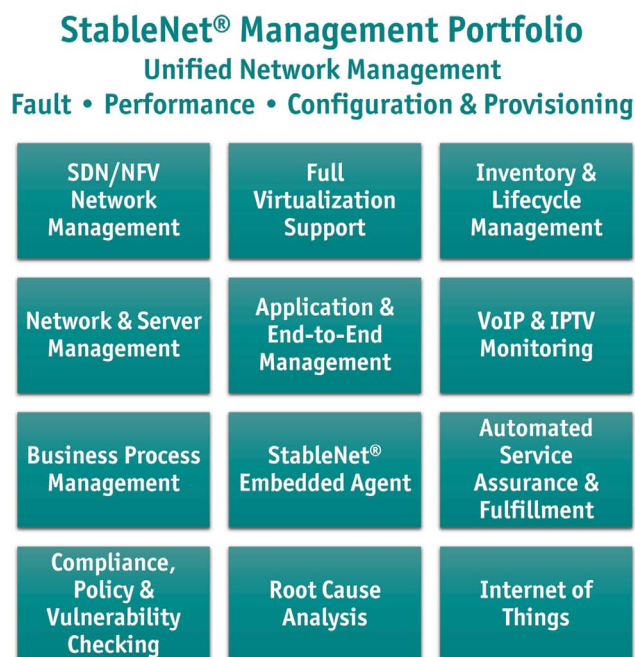 StableNet® Management Portfolio
Unified Network Management
Fault • Performance • Configuration & Provisioning
SDN/NFV
Network
Management
Full
Virtualization
Support
Inventory &
Lifecycle
Management
Network & Server
Management
Application &
End-to-End
Management
VoIP & IPTV
Monitoring
Business Process
Management
StableNet®
Embedded Agent
Automated
Service
Assurance &
Fulfillment
Compliance,
Policy &
Vulnerability
Checking
Root Cause
Analysis
Internet of
Things